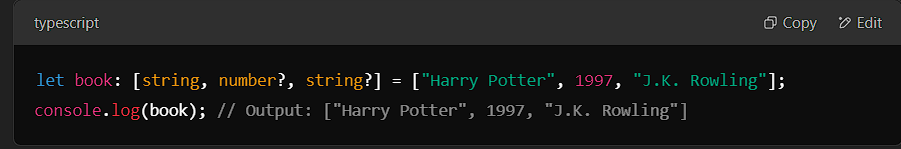 typescript
Copy
Edit
let book: [string, number?, string?] = ["Harry Potter", 1997, "J.K. Rowling"];
console.log(book); // Output: ["Harry Potter", 1997, "J.K. Rowling"]